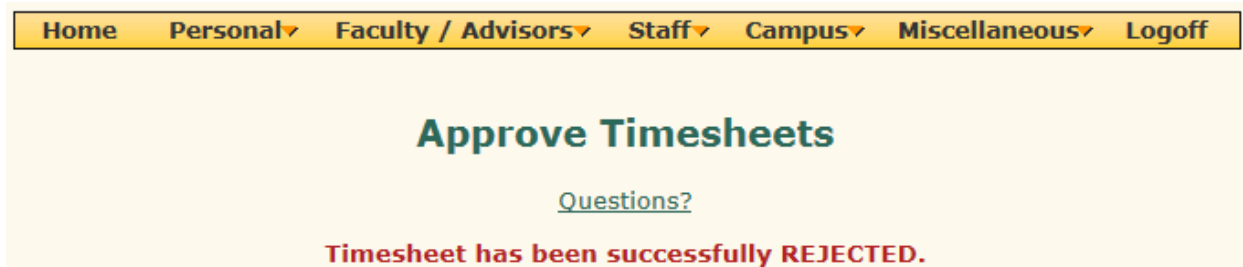 Home Personal Faculty / Advisors Staff Campus Miscellaneous Logoff
Approve Timesheets
Questions?
Timesheet has been successfully REJECTED.